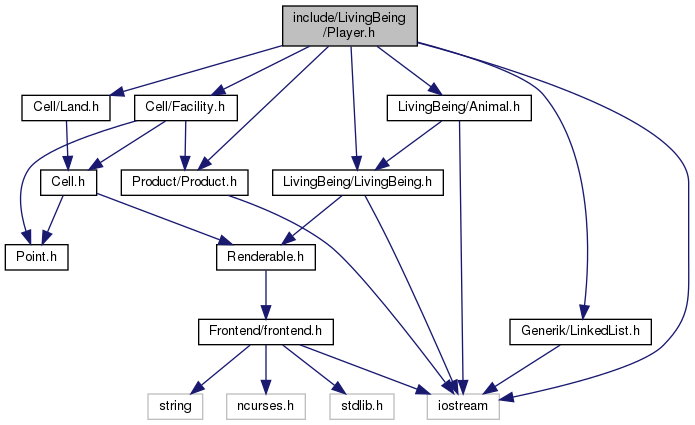 include/LivingBeing
/Player.h
Cell/Land.h
Cell/Facility.h
LivingBeing/Animal.h
Cell.h
Product/Product.h
LivingBeing/LivingBeing.h
Point.h
Renderable.h
Frontend/frontend.h
Generik/LinkedList.h
string
ncurses.h
stdlib.h
iostream